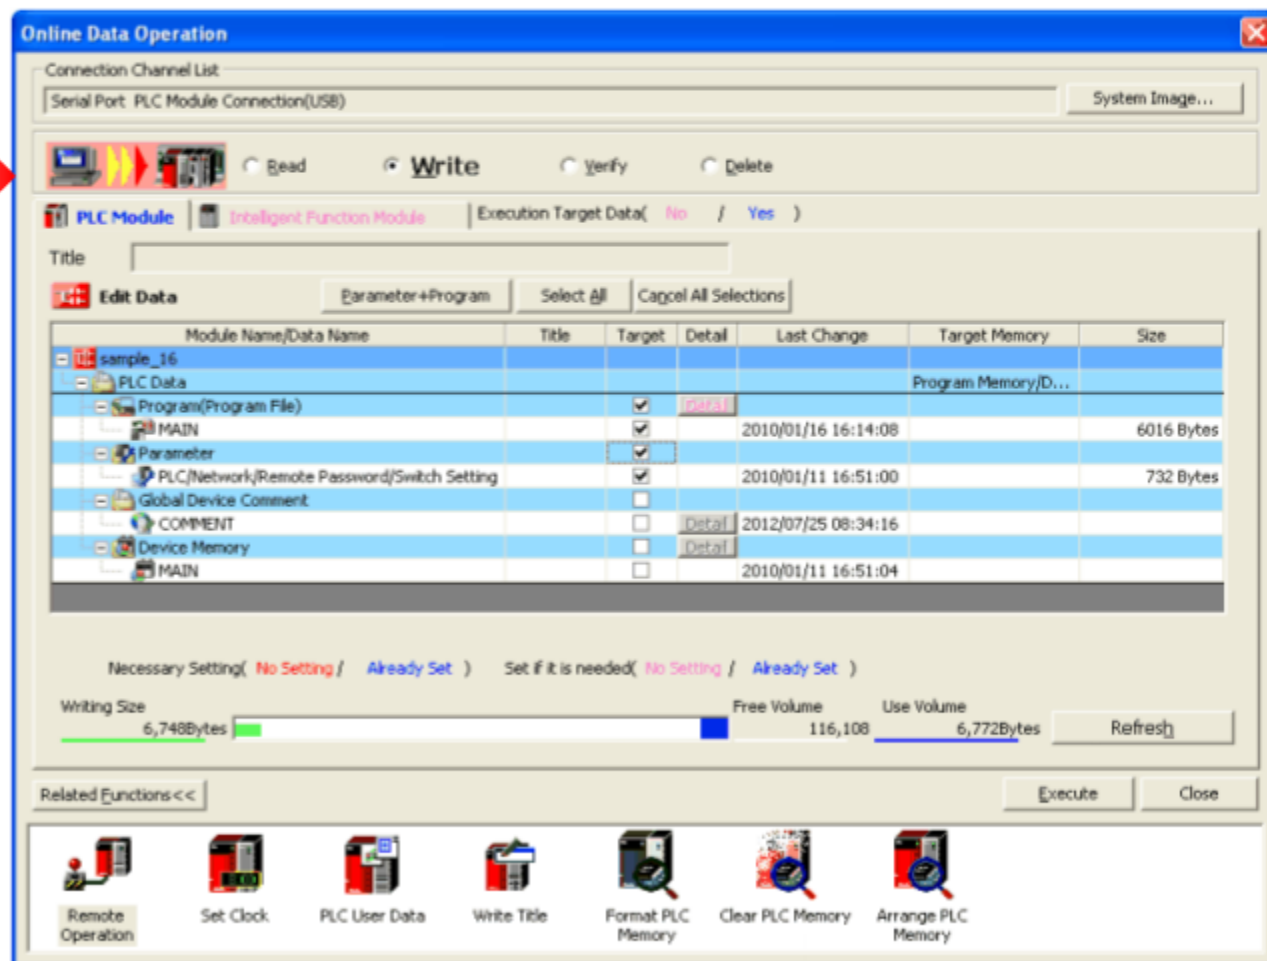 Online Data Operation
Connection Channel List
Serial Port PLC Module Connection(USB)
System Image...
Read Write Verify Delete
PLC Module Intelligent Function Module Execution Target Data( No / Yes )
Title
Edit Data Parameter+Program Select All Cancel All Selections
Module Name/Data Name Title Target Detail Last Change Target Memory Size
sample_16
PLC Data Program Memory/D...
Program(Program File) Detail
MAIN 2010/01/16 16:14:08 6016 Bytes
Parameter
PLC/Network/Remote Password/Switch Setting 2010/01/11 16:51:00 732 Bytes
Global Device Comment
COMMENT Detail 2012/07/25 08:34:16
Device Memory Detail
MAIN 2010/01/11 16:51:04
Necessary Setting( No Setting / Already Set ) Set if it is needed( No Setting / Already Set )
Writing Size Free Volume Use Volume
6,748Bytes 116,108 6,772Bytes Refresh
Related Functions<< Execute Close
Remote Operation
Set Clock
PLC User Data
Write Title
Format PLC Memory
Clear PLC Memory
Arrange PLC Memory